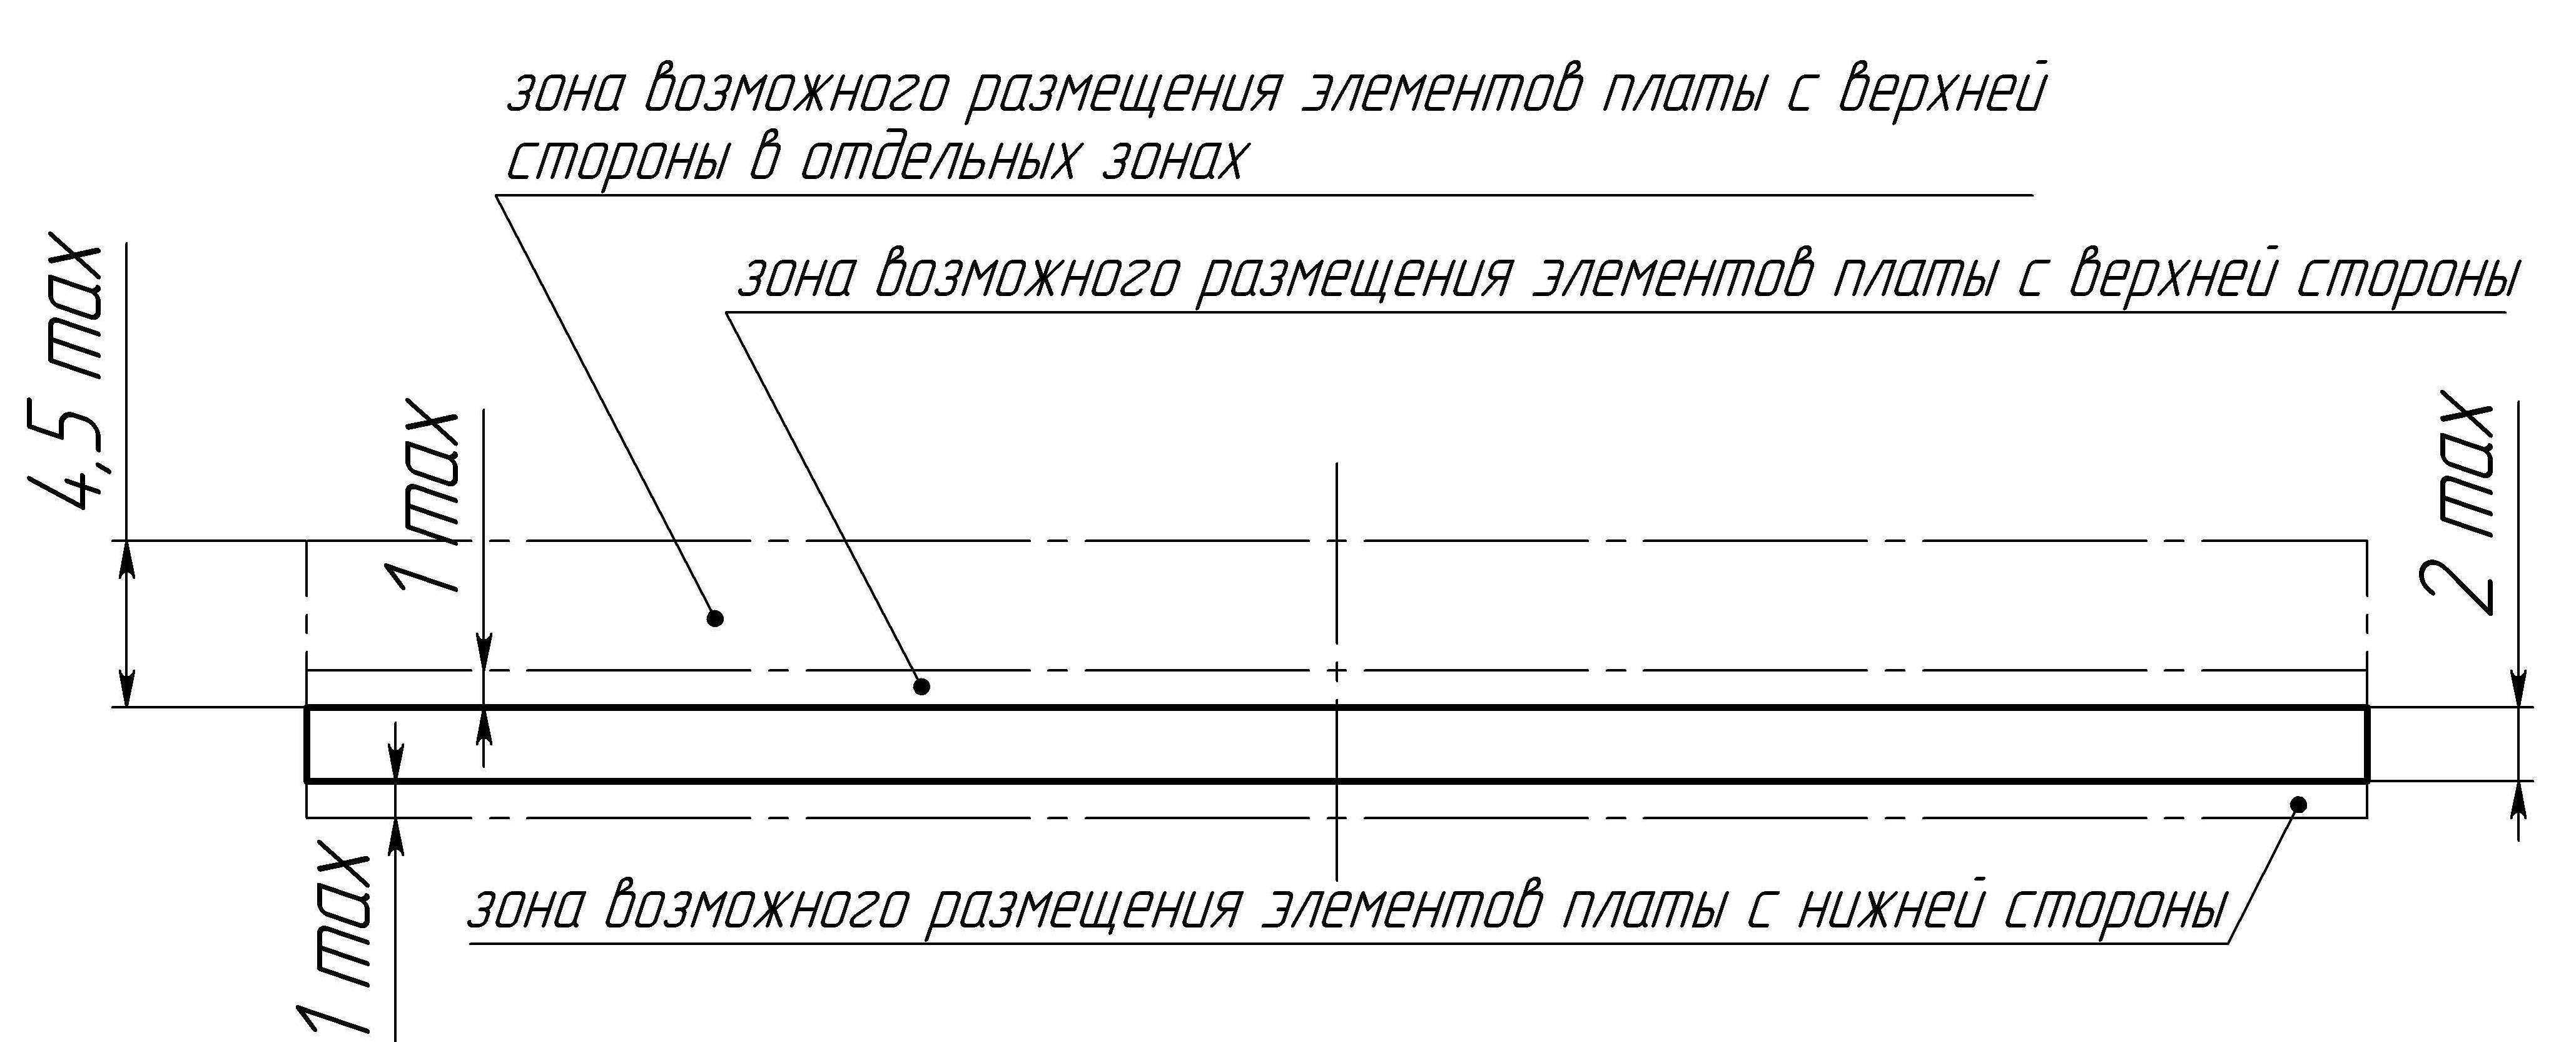 зона возможного размещения элементов платы с верхней
стороны в отдельных зонах
зона возможного размещения элементов платы с верхней стороны
4,5 max
1 max
2 max
1 max
зона возможного размещения элементов платы с нижней стороны